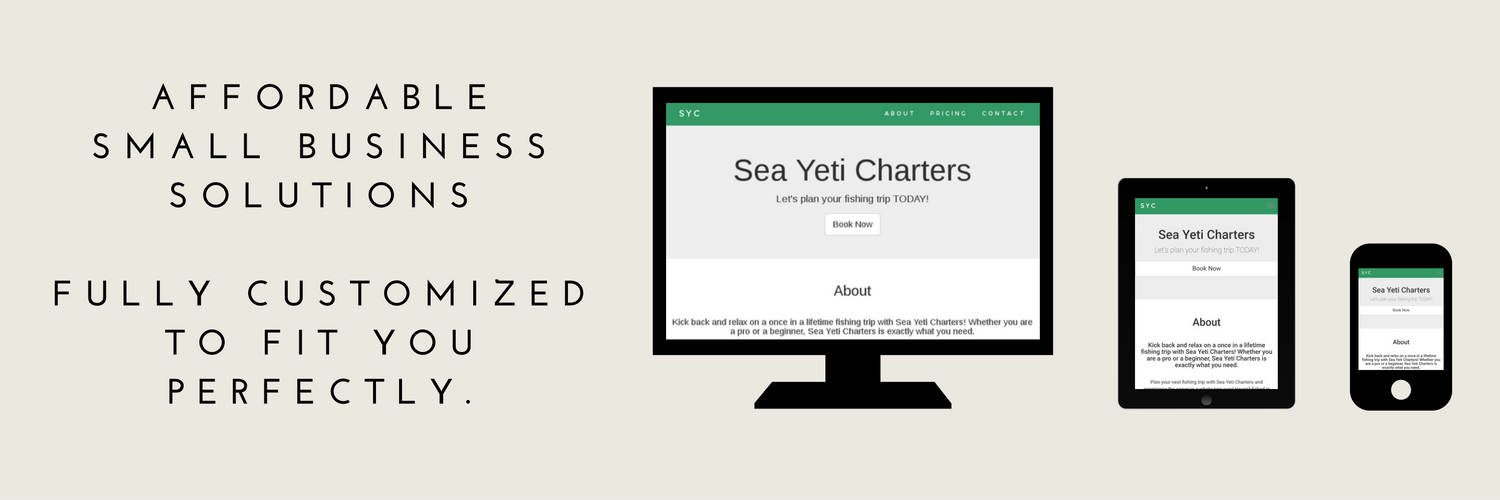 AFFORDABLE
SMALL BUSINESS
SOLUTIONS
FULLY CUSTOMIZED
TO FIT YOU
PERFECTLY.
SYC
ABOUT PRICING CONTACT
Sea Yeti Charters
Let's plan your fishing trip TODAY!
Book Now
About
Kick back and relax on a once in a lifetime fishing trip with Sea Yeti Charters! Whether you are
a pro or a beginner, Sea Yeti Charters is exactly what you need.
SYC
Sea Yeti Charters
Let's plan your fishing trip TODAY!
Book Now
About
Kick back and relax on a once in a lifetime
fishing trip with Sea Yeti Charters! Whether you
are a pro or a beginner, Sea Yeti Charters is
exactly what you need.
Plan your next fishing trip with Sea Yeti Charters and
SYC
Sea Yeti Charters
Let's plan your fishing trip TODAY!
Book Now
About
Kick back and relax on a once in a lifetime
fishing trip with Sea Yeti Charters! Whether you
are a pro or a beginner, Sea Yeti Charters is
exactly what you need.